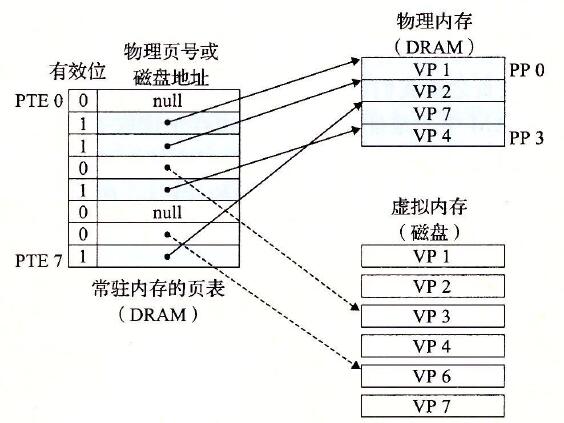 物理页号或
磁盘地址
有效位
PTE 0 0 null
1
1
0
1
0 null
0
PTE 7 1
常驻内存的页表
（DRAM）
物理内存
（DRAM）
VP 1 PP 0
VP 2
VP 7
VP 4 PP 3
虚拟内存
（磁盘）
VP 1
VP 2
VP 3
VP 4
VP 6
VP 7